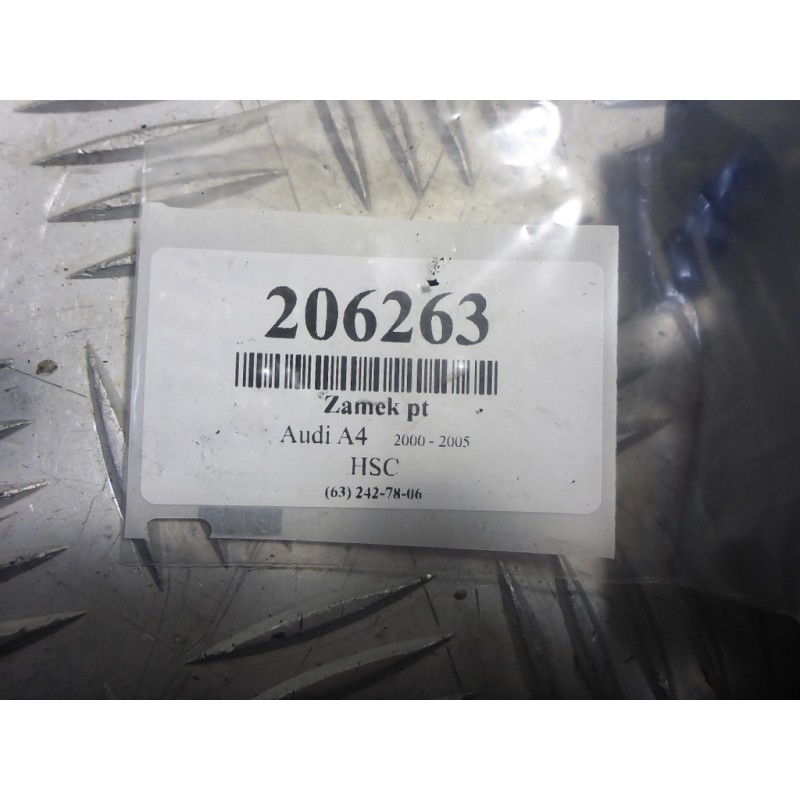 206263
Zamek pt
Audi A4 2000 - 2005
HSC
(63) 242-78-06